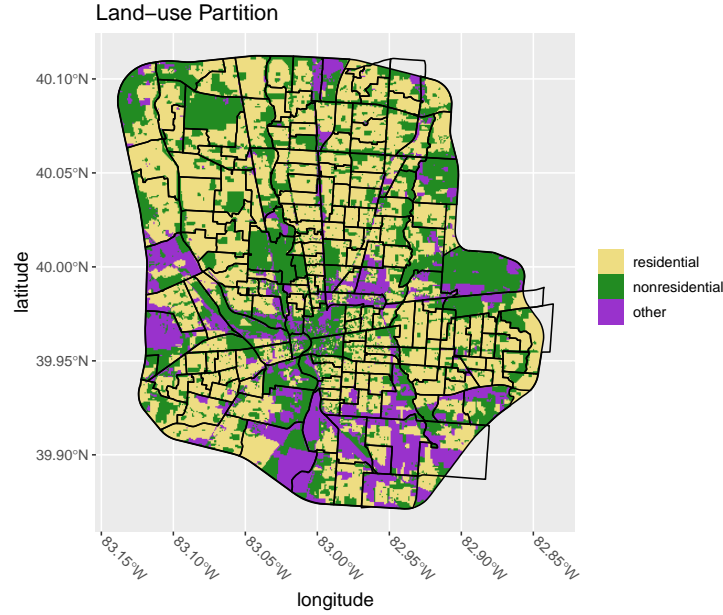 Land−use Partition
40.10°N
40.05°N
40.00°N
39.95°N
39.90°N
latitude
83.15°W
83.10°W
83.05°W
83.00°W
82.95°W
82.90°W
82.85°W
longitude
residential
nonresidential
other